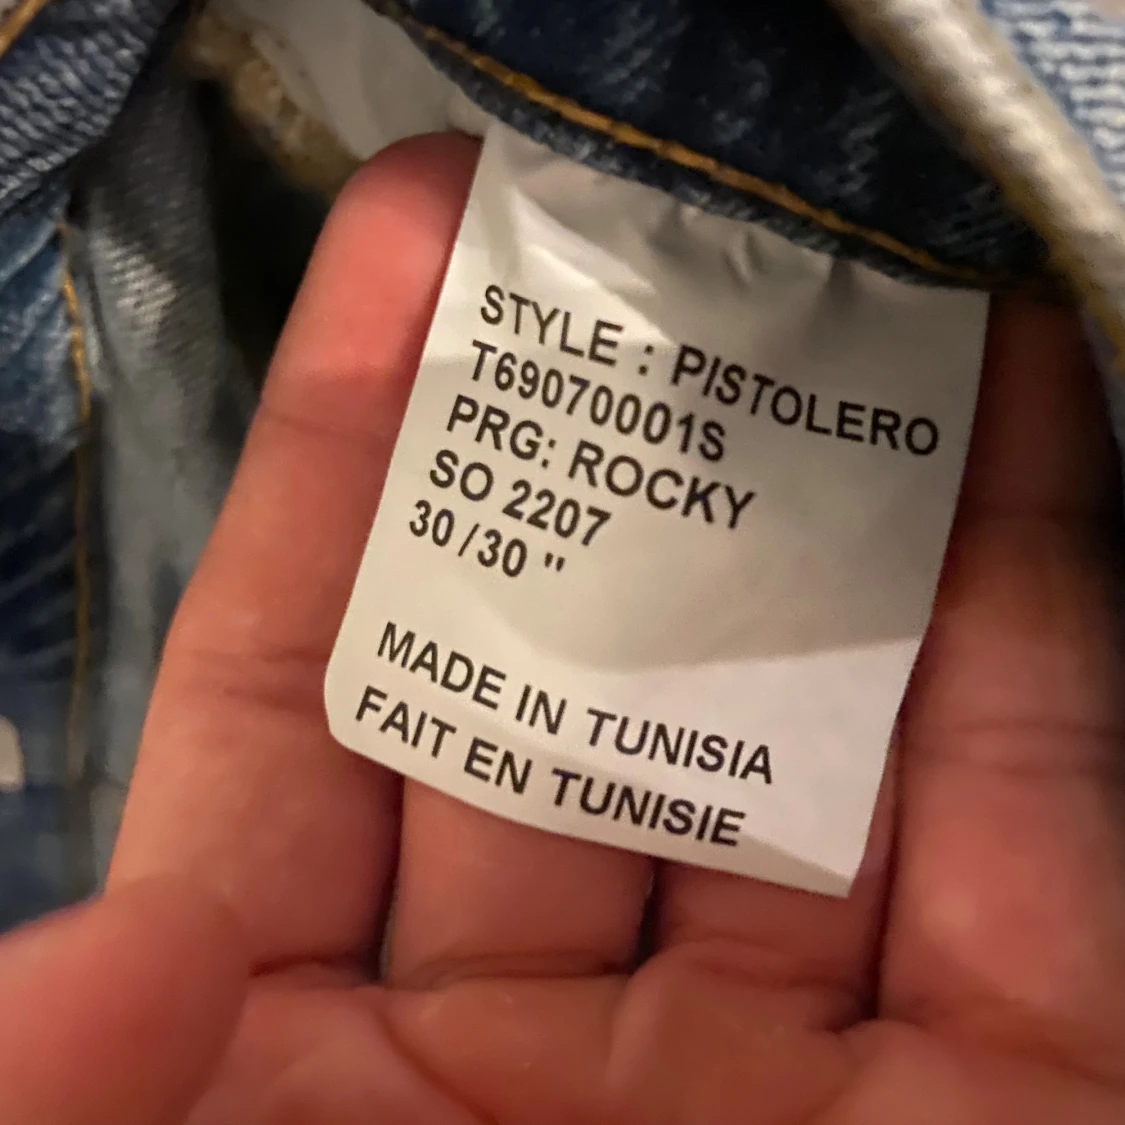 STYLE : PISTOLERO
T69070001S
PRG: ROCKY
SO 2207
30/30 "
MADE IN TUNISIA
FAIT EN TUNISIE